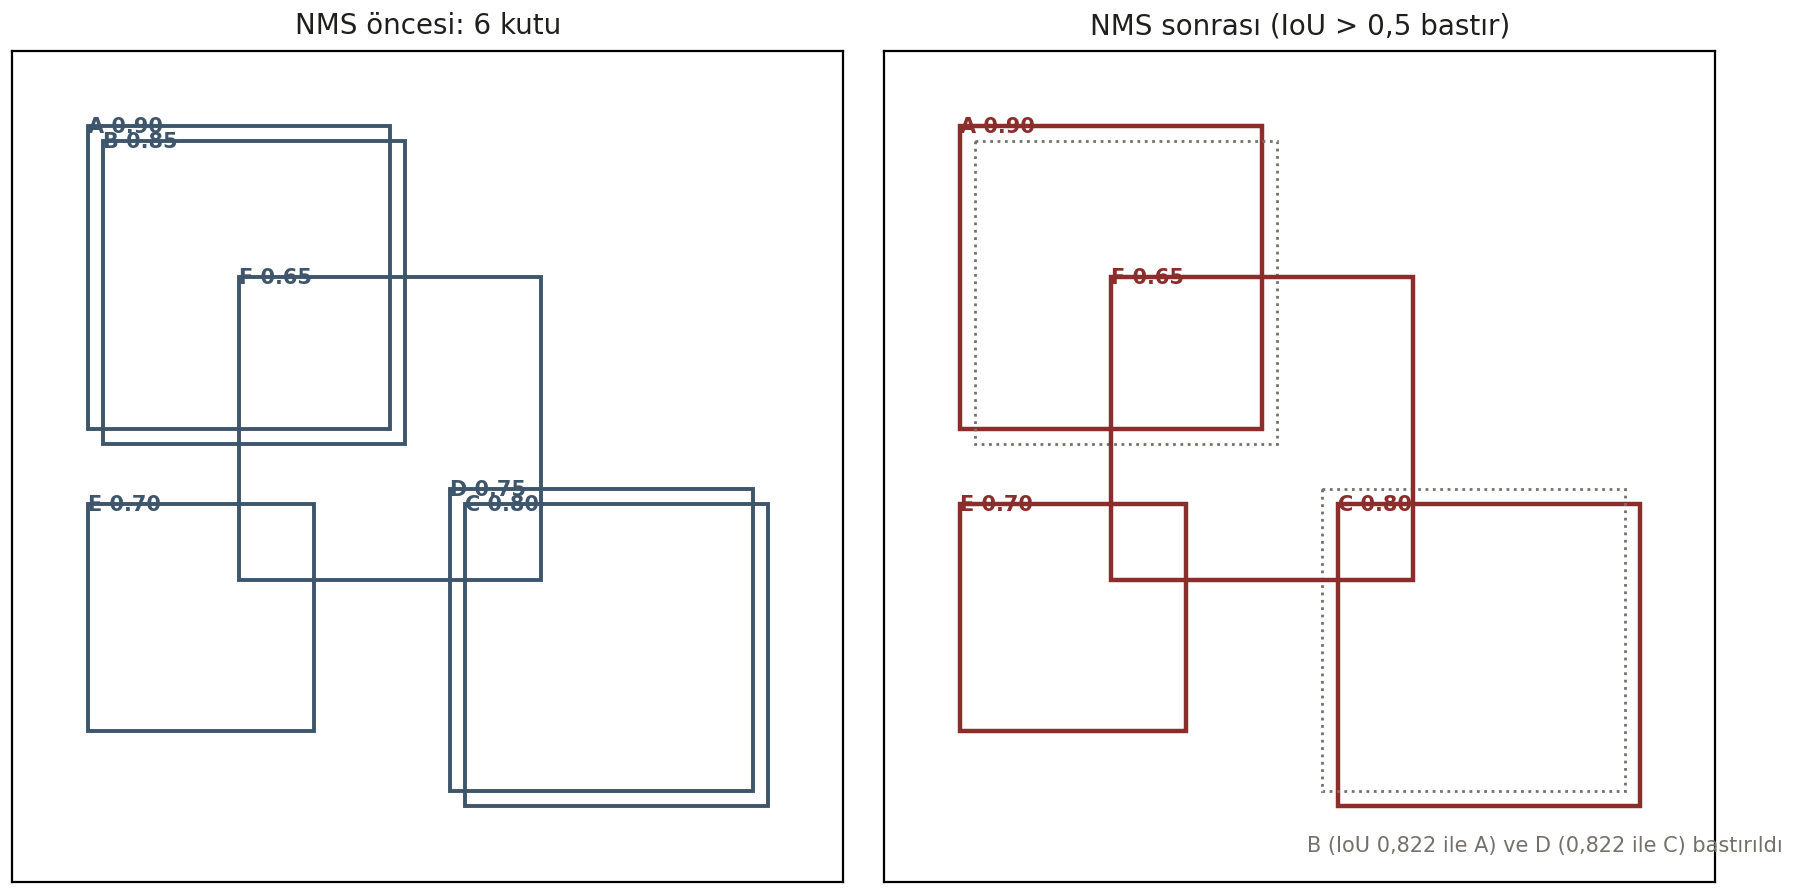 NMS öncesi: 6 kutu
A 0.90
B 0.85
F 0.65
D 0.75
C 0.80
E 0.70
NMS sonrası (IoU > 0,5 bastır)
A 0.90
F 0.65
E 0.70
C 0.80
B (IoU 0,822 ile A) ve D (0,822 ile C) bastırıldı